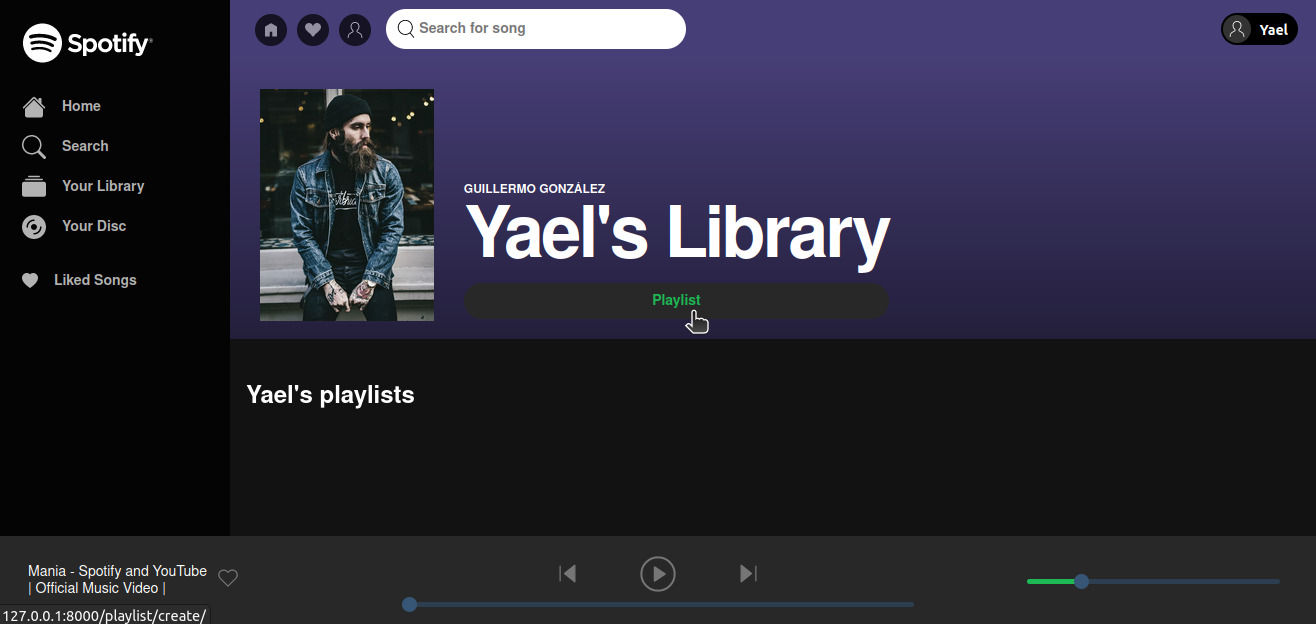 Spotify®
Search for song
Yael
Home
Search
Your Library
Your Disc
Liked Songs
GUILLERMO GONZÁLEZ
Yael's Library
Playlist
Yael's playlists
Mania - Spotify and YouTube
| Official Music Video |
127.0.0.1:8000/playlist/create/